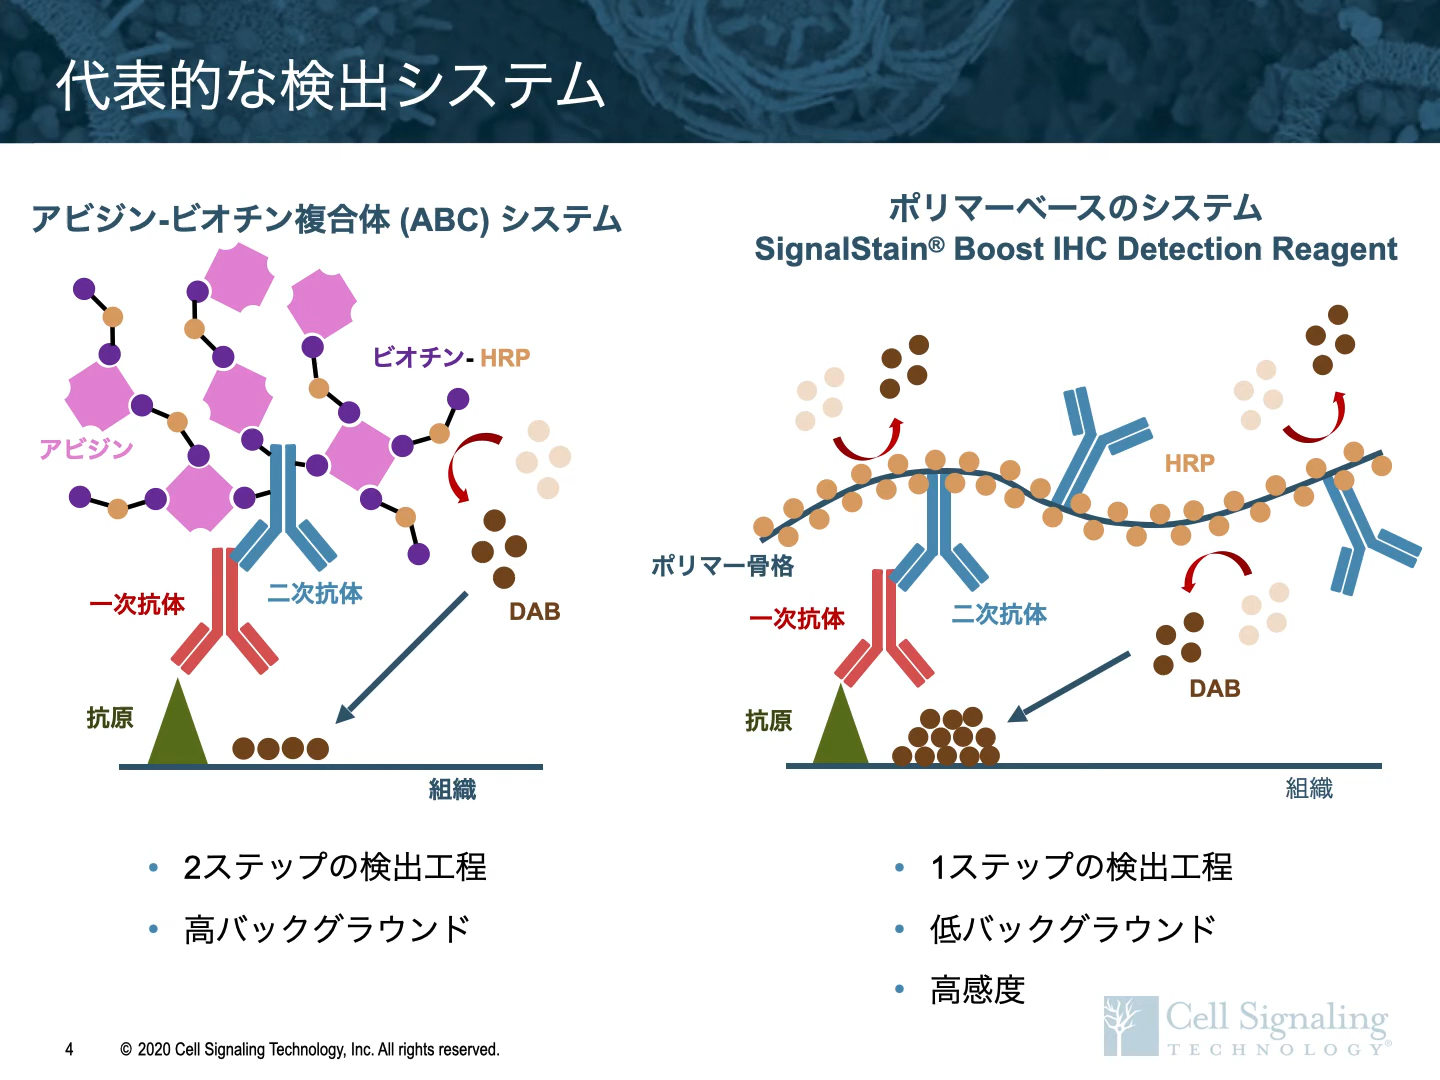 代表的な検出システム
アビジン-ビオチン複合体 (ABC) システム
ビオチン- HRP
アビジン
一次抗体
二次抗体
DAB
抗原
組織
• 2ステップの検出工程
• 高バックグラウンド
ポリマーベースのシステム
SignalStain® Boost IHC Detection Reagent
HRP
ポリマー骨格
一次抗体
二次抗体
DAB
抗原
組織
• 1ステップの検出工程
• 低バックグラウンド
• 高感度
4
© 2020 Cell Signaling Technology, Inc. All rights reserved.
Cell Signaling
TECHNOLOGY®